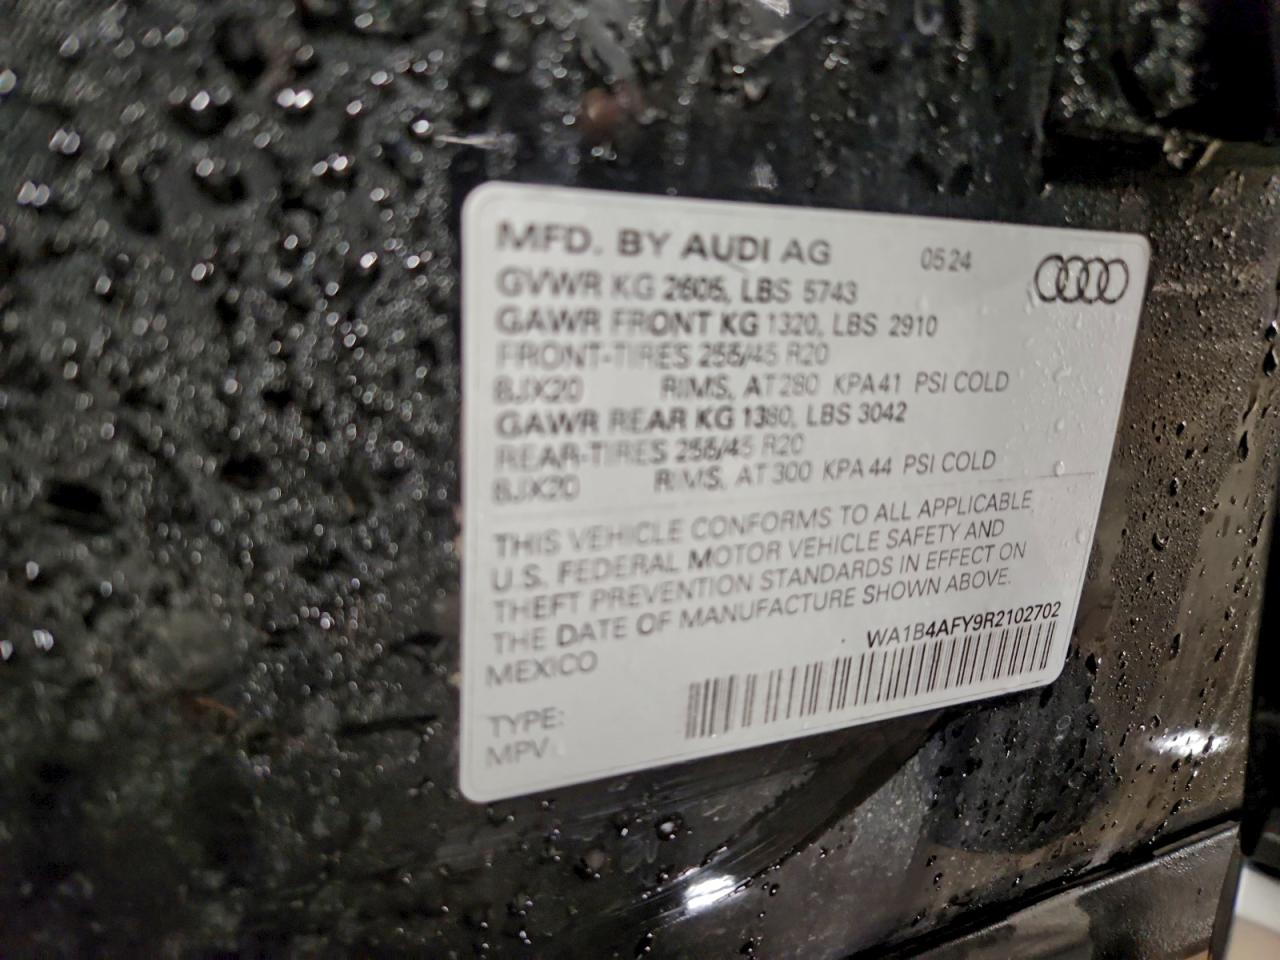 MFD. BY AUDI AG 05 24
GVWR KG 2605, LBS 5743
GAWR FRONT KG 1320, LBS 2910
FRONT-TIRES 255/45 R20
8JX20 RIMS, AT 280 KPA 41 PSI COLD
GAWR REAR KG 1380, LBS 3042
REAR-TIRES 255/45 R20
8JX20 RIMS, AT 300 KPA 44 PSI COLD
THIS VEHICLE CONFORMS TO ALL APPLICABLE
U.S. FEDERAL MOTOR VEHICLE SAFETY AND
THEFT PREVENTION STANDARDS IN EFFECT ON
THE DATE OF MANUFACTURE SHOWN ABOVE.
MEXICO WA1B4AFY9R2102702
TYPE:
MPV